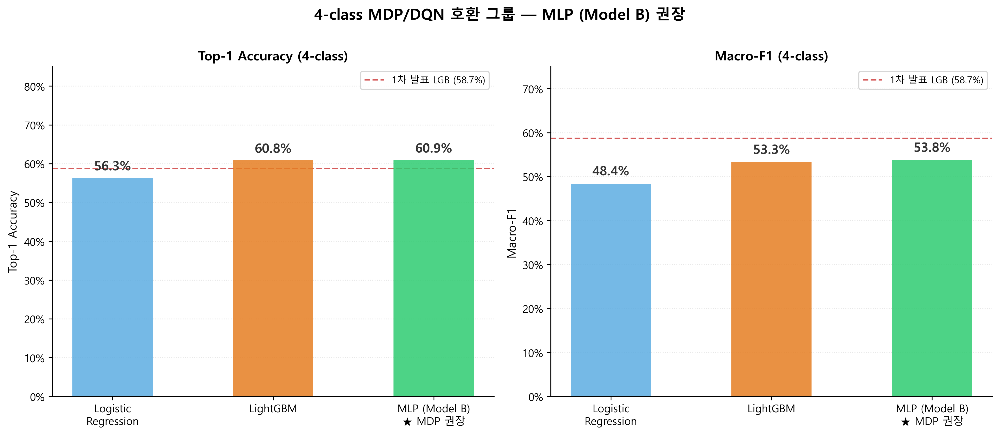 4-class MDP/DQN 호환 그룹 — MLP (Model B) 권장
Top-1 Accuracy (4-class)
1차 발표 LGB (58.7%)
Top-1 Accuracy
80%
70%
60%
50%
40%
30%
20%
10%
0%
56.3%
60.8%
60.9%
Logistic
Regression
LightGBM
MLP (Model B)
★ MDP 권장
Macro-F1 (4-class)
1차 발표 LGB (58.7%)
Macro-F1
70%
60%
50%
40%
30%
20%
10%
0%
48.4%
53.3%
53.8%
Logistic
Regression
LightGBM
MLP (Model B)
★ MDP 권장